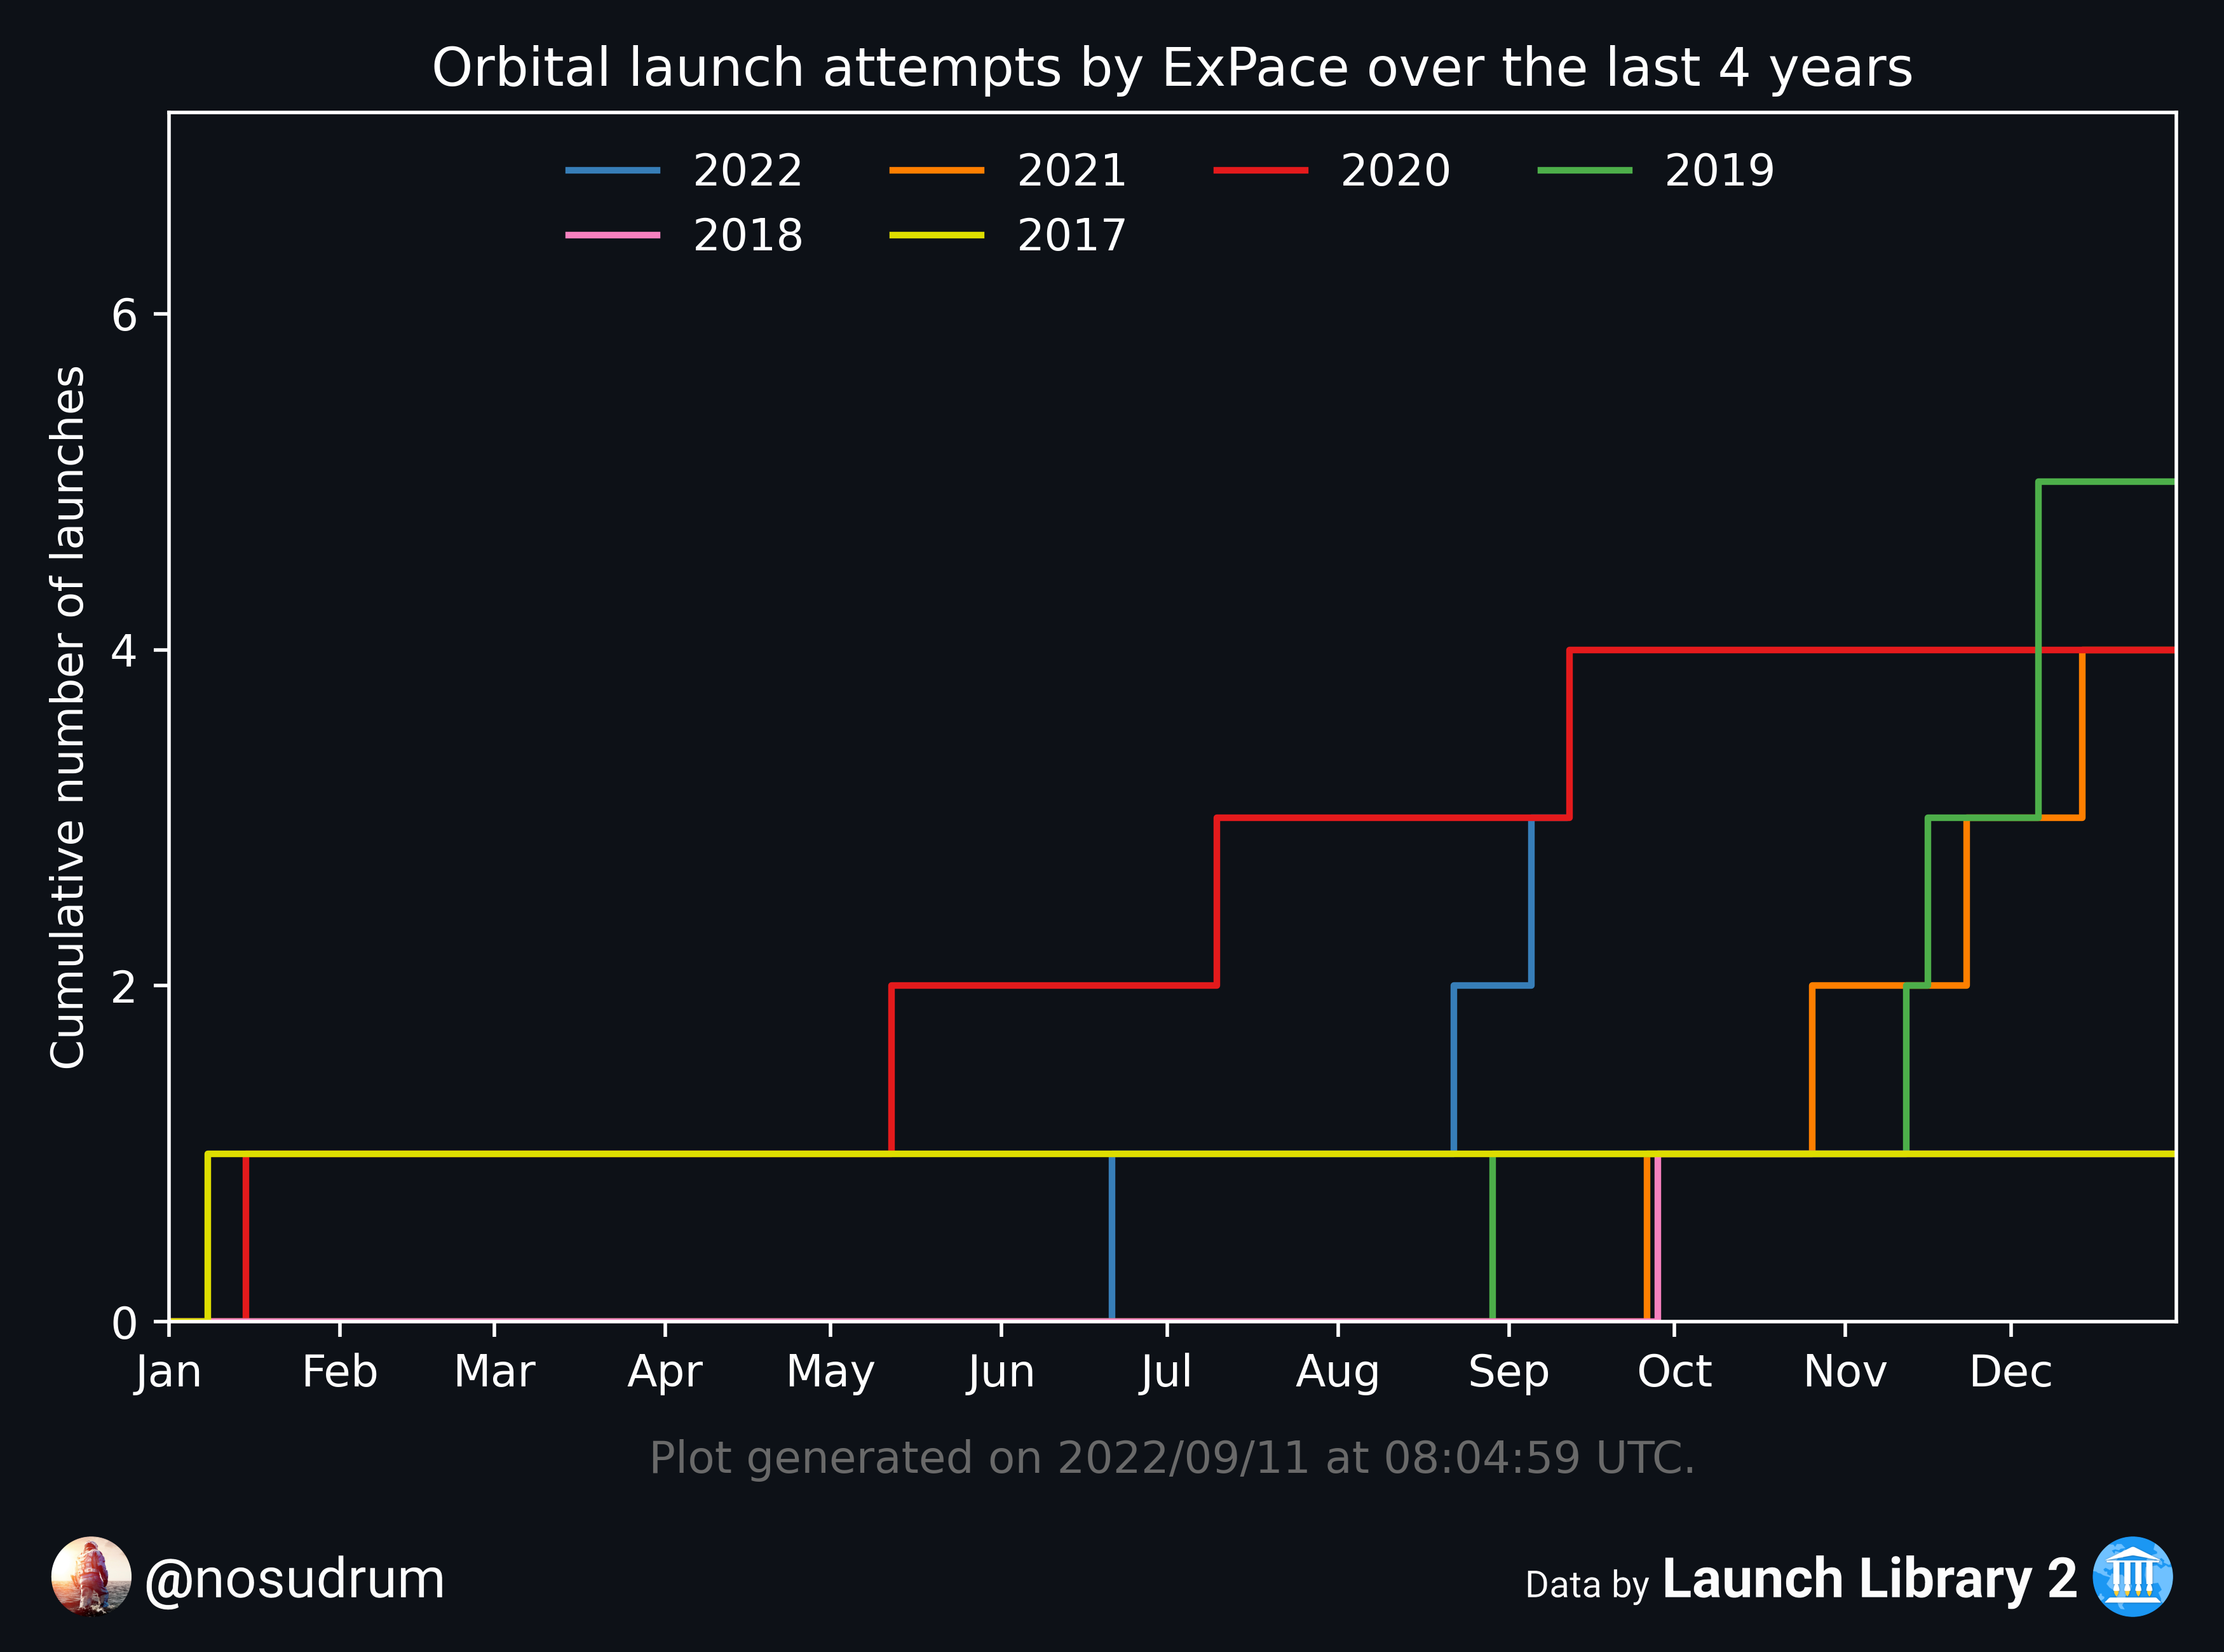 Orbital launch attempts by ExPace over the last 4 years
2022 2021 2020 2019
2018 2017
Cumulative number of launches
6
4
2
0
Jan Feb Mar Apr May Jun Jul Aug Sep Oct Nov Dec
Plot generated on 2022/09/11 at 08:04:59 UTC.
@nosudrum
Data by Launch Library 2